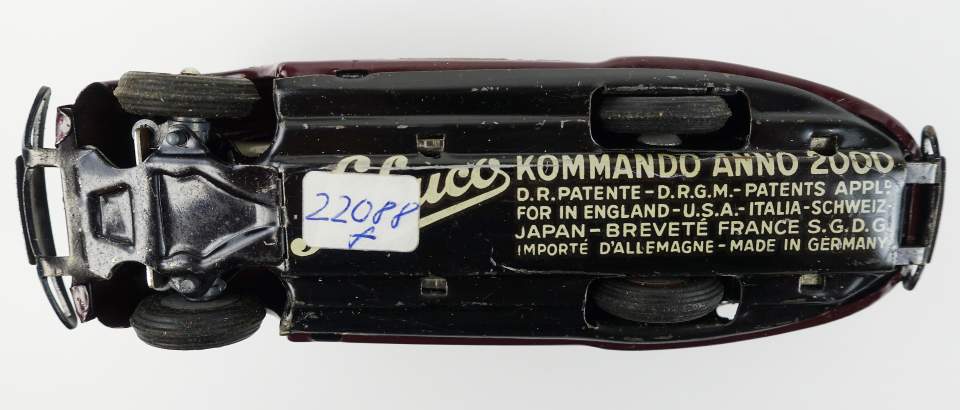 Schuco
22088
f
KOMMANDO ANNO 2000
D.R. PATENTE - D.R.G.M. - PATENTS APPLD
FOR IN ENGLAND - U.S.A. - ITALIA - SCHWEIZ-
JAPAN - BREVETÉ FRANCE S.G.D.G.
IMPORTÉ D'ALLEMAGNE - MADE IN GERMANY